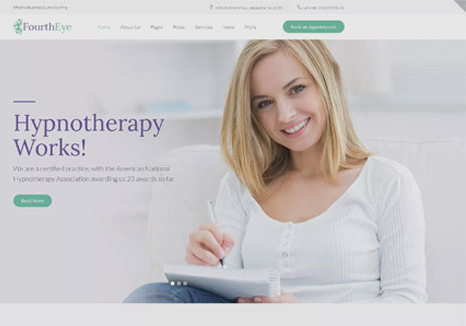 FourthEye
Home About Us Pages Press Services News More
Book an Appointment
Hypnotherapy
Works!
We are a certified practice, with the American National
Hypnotherapy Association awarding us 23 awards so far
Read More